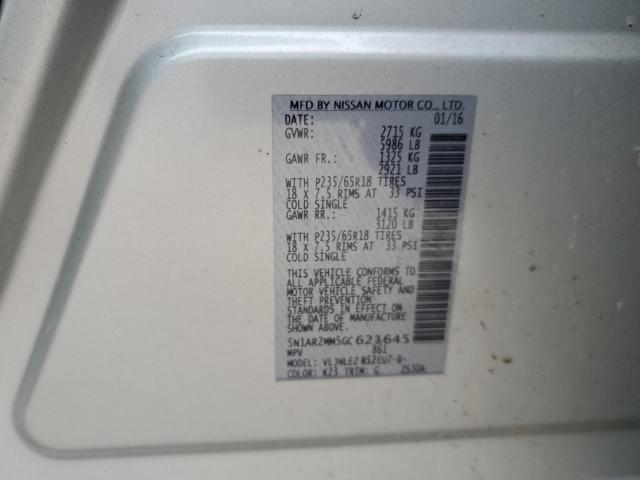 MFD BY NISSAN MOTOR CO., LTD.
DATE: 01/16
GVWR: 2715 KG
5986 LB
GAWR FR.: 1325 KG
2921 LB
WITH P235/65R18 TIRES
18 X 7.5 RIMS AT 33 PSI
COLD SINGLE
GAWR RR.: 1415 KG
3120 LB
WITH P235/65R18 TIRES
18 X 7.5 RIMS AT 33 PSI
COLD SINGLE
THIS VEHICLE CONFORMS TO
ALL APPLICABLE FEDERAL
MOTOR VEHICLE SAFETY AND
THEFT PREVENTION
STANDARDS IN EFFECT ON
THE DATE OF MANUFACTURE
SHOWN ABOVE.
5N1AR2MM5GC621645
MPV 861
MODEL: VLJNLEZ R52EU7-B-
COLOR: K23 TRIM: G 2530A